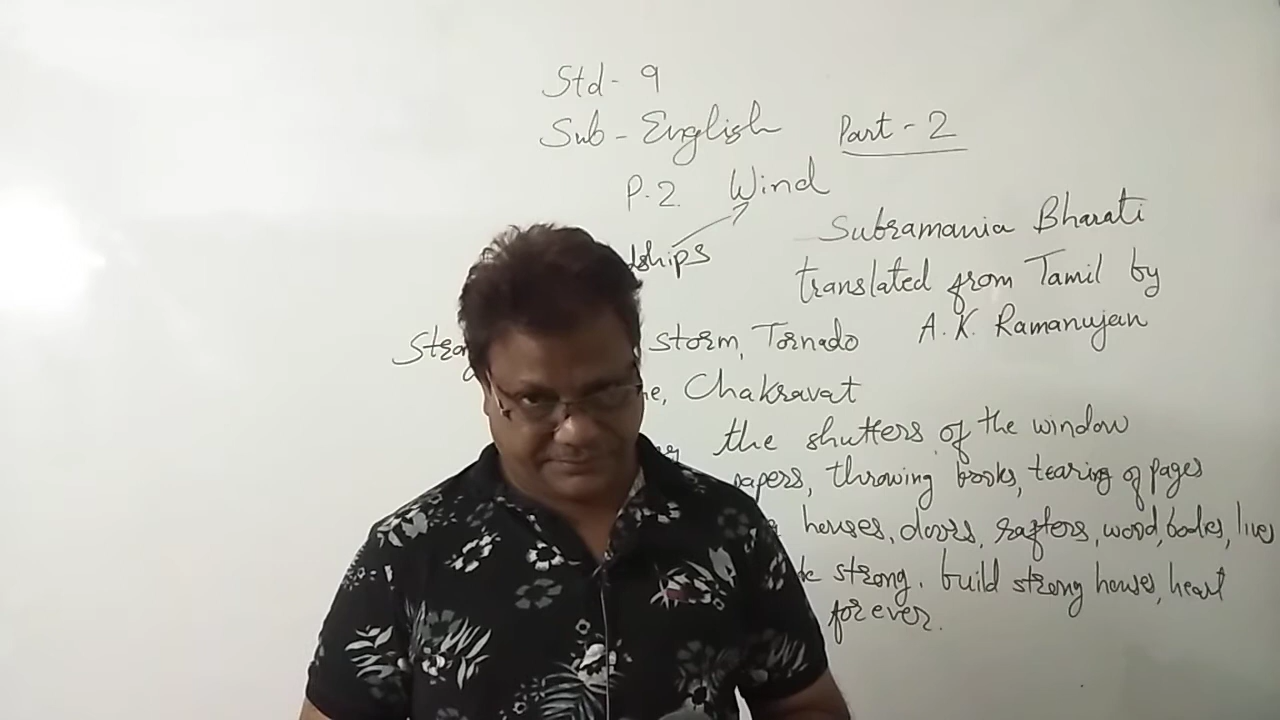 Std - 9
Sub - English Part - 2
P.2. Wind
Subramania Bharati
dships
translated from Tamil by
A. K. Ramanujan
storm, Tornado
Chakravat
the shutters of the window
papers, throwing books, tearing of pages
houses, doors, rafters, wood, bodies, lives
strong. build strong houses, heart
for ever.